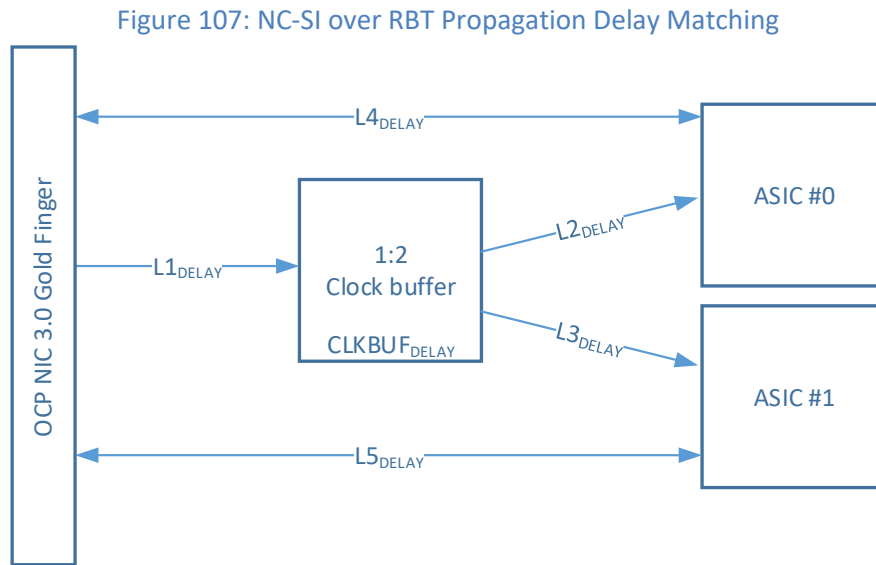 Figure 107: NC-SI over RBT Propagation Delay Matching
OCP NIC 3.0 Gold Finger
L4DELAY
ASIC #0
L2DELAY
1:2
Clock buffer
CLKBUFDELAY
L1DELAY
L3DELAY
ASIC #1
L5DELAY